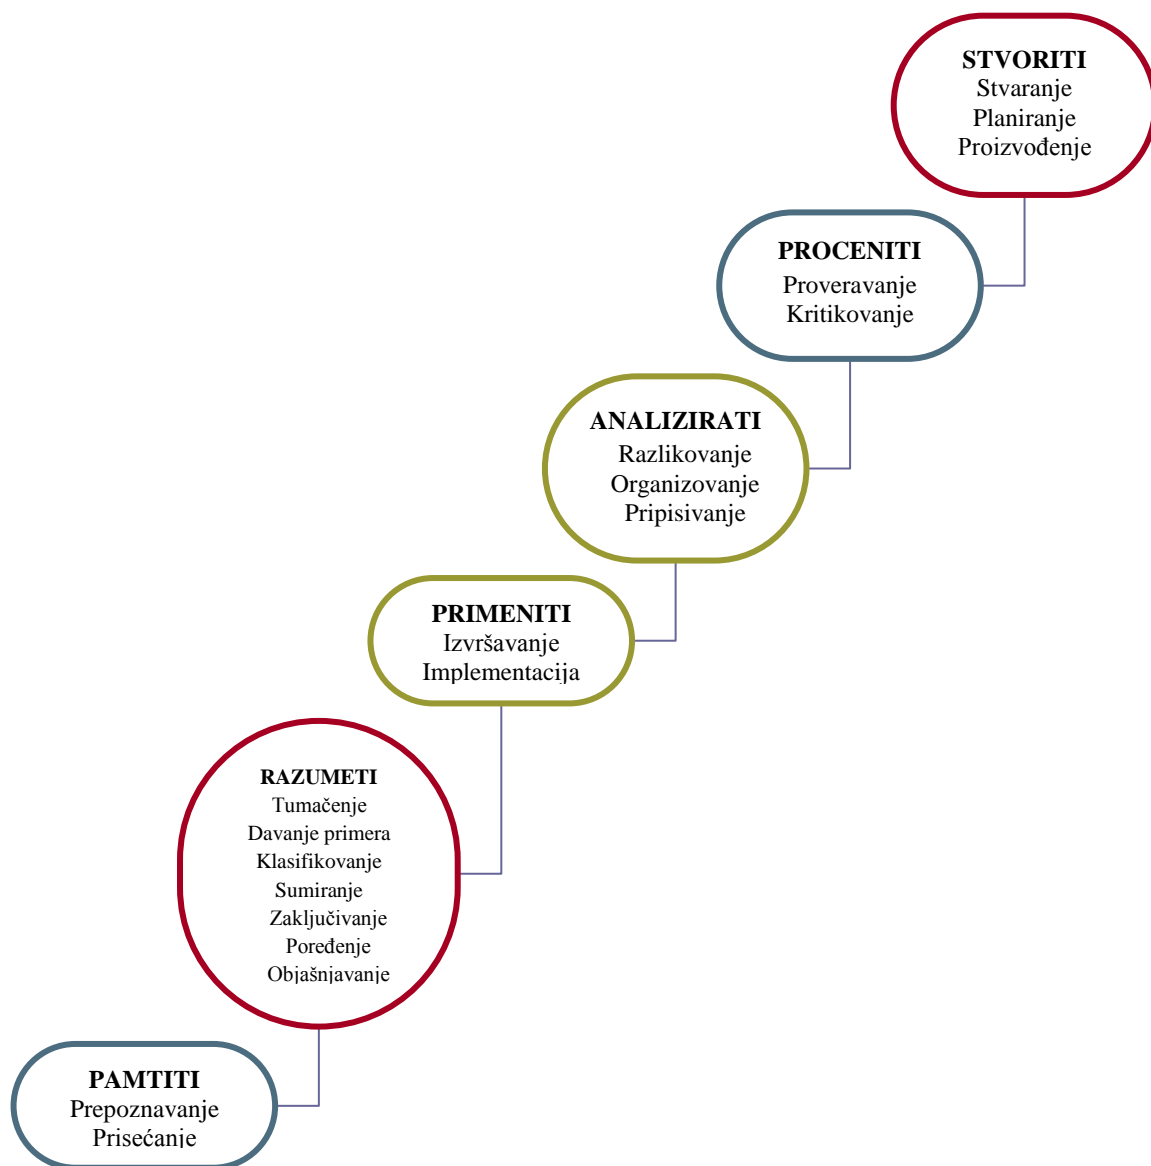 STVORITI
Stvaranje
Planiranje
Proizvođenje
PROCENITI
Proveravanje
Kritikovanje
ANALIZIRATI
Razlikovanje
Organizovanje
Pripisivanje
PRIMENITI
Izvršavanje
Implementacija
RAZUMETI
Tumačenje
Davanje primera
Klasifikovanje
Sumiranje
Zaključivanje
Poređenje
Objašnjavanje
PAMTITI
Prepoznavanje
Prisećanje